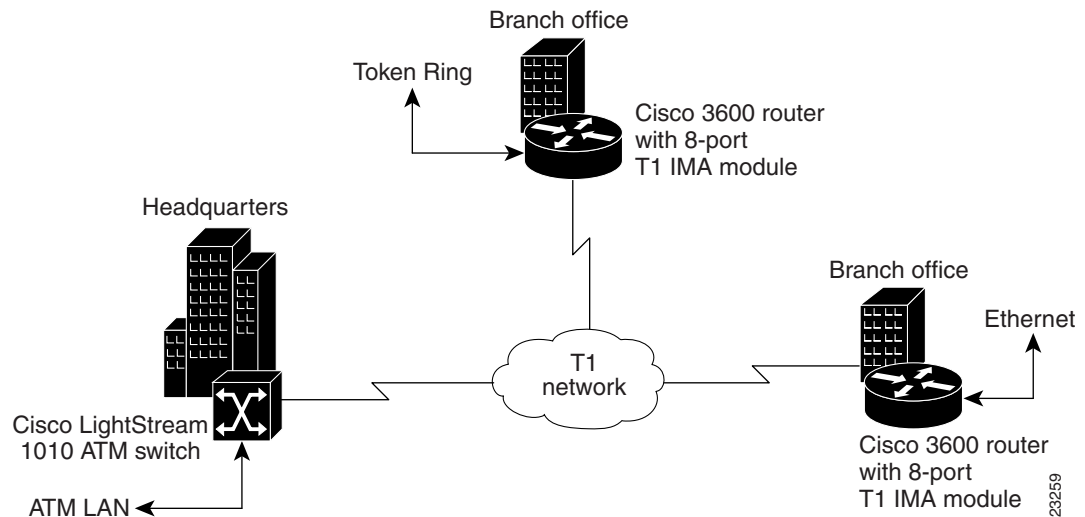 Branch office
Token Ring
Cisco 3600 router
with 8-port
T1 IMA module
Headquarters
Branch office
Ethernet
T1
network
Cisco LightStream
1010 ATM switch
Cisco 3600 router
with 8-port
T1 IMA module
ATM LAN
23259